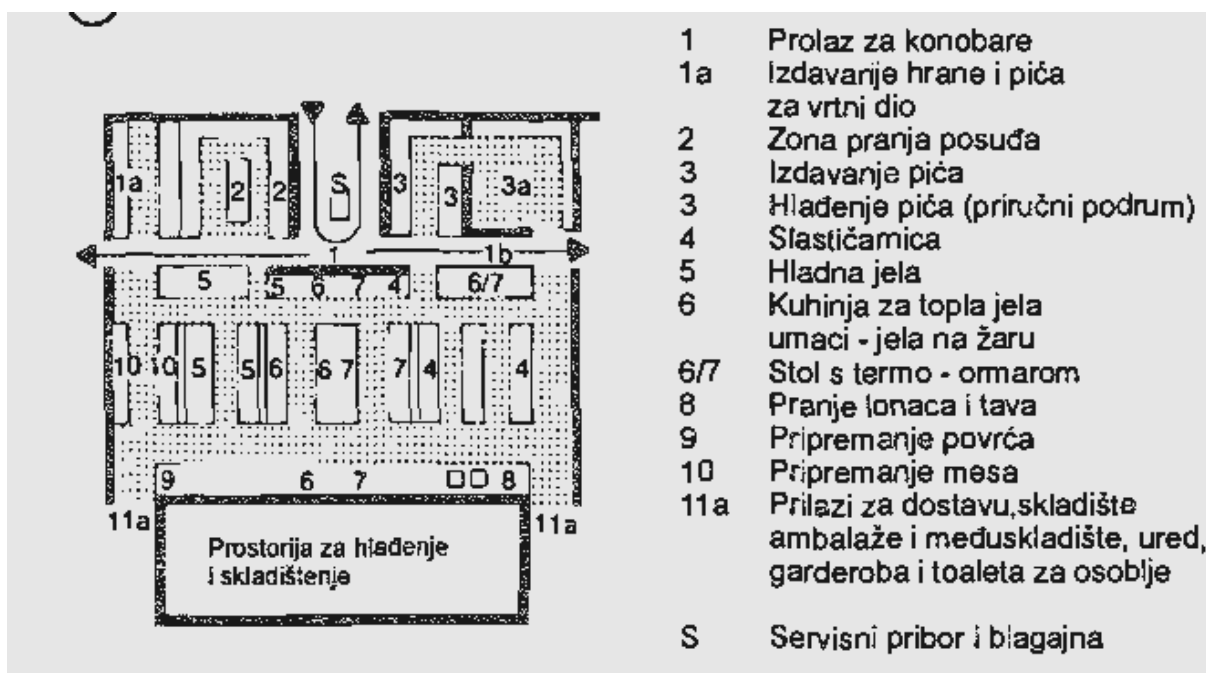 1a
2
2
S
3
3
3a
1
1b
5
5 6 7 4
6/7
10 10 5 5 6 6 7 7 4 4
9 6 7 8
11a
11a
Prostorija za hlađenje
i skladištenje
1 Prolaz za konobare
1a Izdavanje hrane i pića
za vrtni dio
2 Zona pranja posuđa
3 Izdavanje pića
3 Hlađenje pića (priručni podrum)
4 Slastičarnica
5 Hladna jela
6 Kuhinja za topla jela
umaci - jela na žaru
6/7 Stol s termo - ormarom
8 Pranje lonaca i tava
9 Pripremanje povrća
10 Pripremanje mesa
11a Prilazi za dostavu,skladište
ambalaže i međuskladište, ured,
garderoba i toaleta za osoblje
S Servisni pribor i blagajna